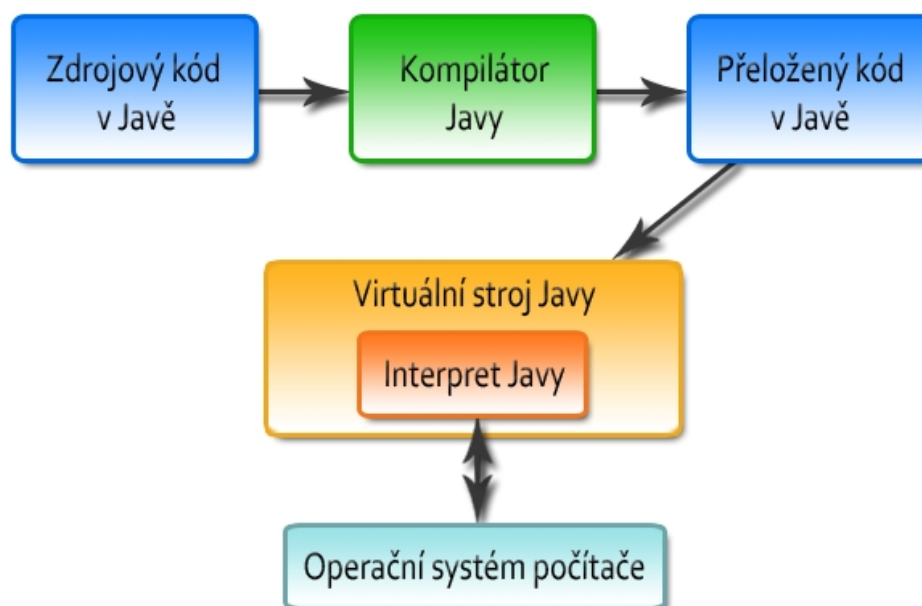 Zdrojový kód
v Javě
Kompilátor
Javy
Přeložený kód
v Javě
Virtuální stroj Javy
Interpret Javy
Operační systém počítače